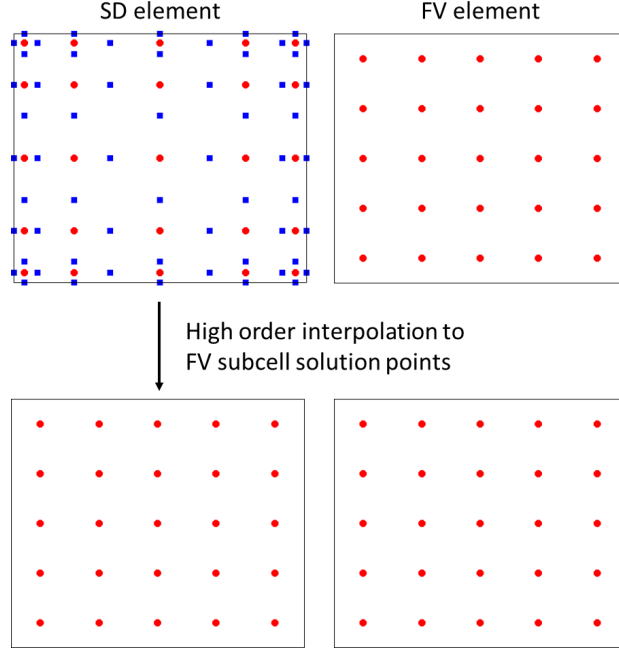 SD element
FV element
High order interpolation to
FV subcell solution points